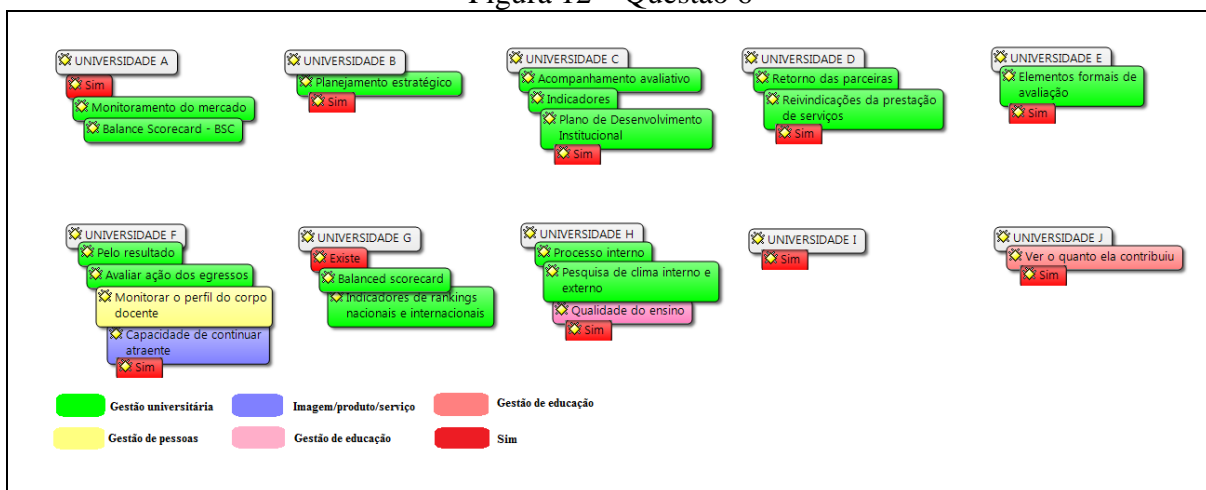 Figura 12 – Questão 8
UNIVERSIDADE A
Sim
Monitoramento do mercado
Balance Scorecard - BSC
UNIVERSIDADE B
Planejamento estratégico
Sim
UNIVERSIDADE C
Acompanhamento avaliativo
Indicadores
Plano de Desenvolvimento
Institucional
Sim
UNIVERSIDADE D
Retorno das parceiras
Reivindicações da prestação
de serviços
Sim
UNIVERSIDADE E
Elementos formais de
avaliação
Sim
UNIVERSIDADE F
Pelo resultado
Avaliar ação dos egressos
Monitorar o perfil do corpo
docente
Capacidade de continuar
atraente
Sim
UNIVERSIDADE G
Existe
Balanced scorecard
Indicadores de rankings
nacionais e internacionais
UNIVERSIDADE H
Processo interno
Pesquisa de clima interno e
externo
Qualidade do ensino
Sim
UNIVERSIDADE I
Sim
UNIVERSIDADE J
Ver o quanto ela contribuiu
Sim
Gestão universitária
Imagem/produto/serviço
Gestão de educação
Gestão de pessoas
Gestão de educação
Sim